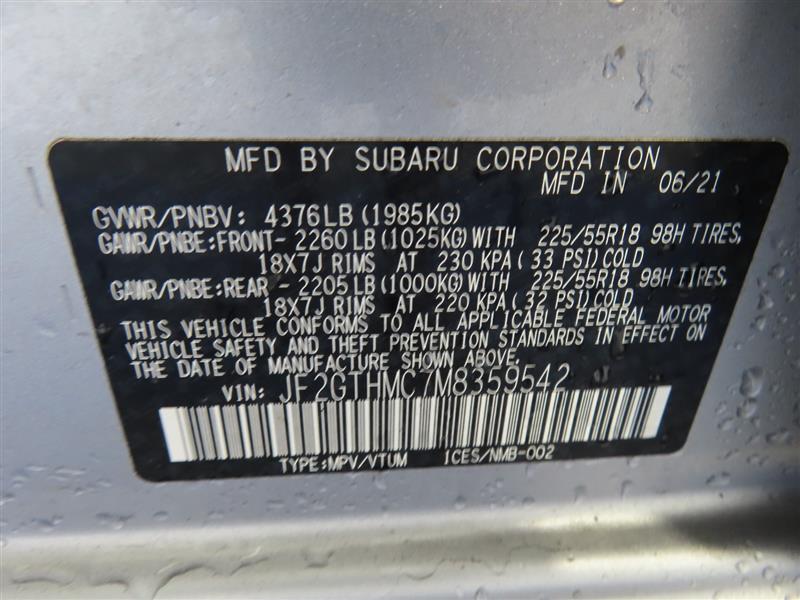 MFD BY SUBARU CORPORATION
MFD IN 06/21
GVWR/PNBV: 4376LB (1985KG)
GAWR/PNBE:FRONT-2260LB(1025KG)WITH 225/55R18 98H TIRES,
18X7J RIMS AT 230 KPA( 33 PSI)COLD
GAWR/PNBE:REAR -2205LB(1000KG)WITH 225/55R18 98H TIRES,
18X7J RIMS AT 220 KPA( 32 PSI)COLD
THIS VEHICLE CONFORMS TO ALL APPLICABLE FEDERAL MOTOR
VEHICLE SAFETY AND THEFT PREVENTION STANDARDS IN EFFECT ON
THE DATE OF MANUFACTURE SHOWN ABOVE.
VIN: JF2GTHMC7M8359542
TYPE:MPV/VTUM ICES/NMB-002